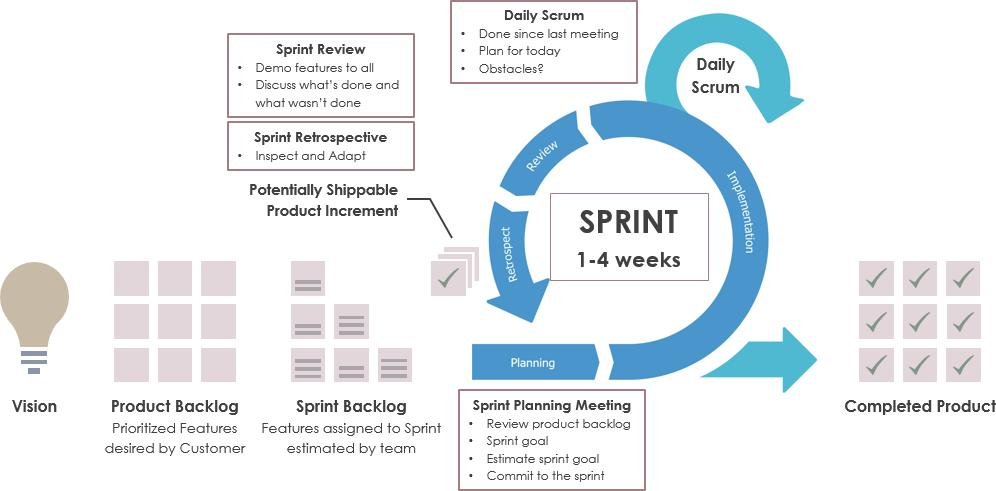 Daily Scrum
• Done since last meeting
• Plan for today
• Obstacles?
Daily
Scrum
Sprint Review
• Demo features to all
• Discuss what's done and
what wasn't done
Sprint Retrospective
• Inspect and Adapt
Potentially Shippable
Product Increment
Review
Retrospect
Implementation
SPRINT
1-4 weeks
Planning
Vision
Product Backlog
Prioritized Features
desired by Customer
Sprint Backlog
Features assigned to Sprint
estimated by team
Sprint Planning Meeting
• Review product backlog
• Sprint goal
• Estimate sprint goal
• Commit to the sprint
Completed Product